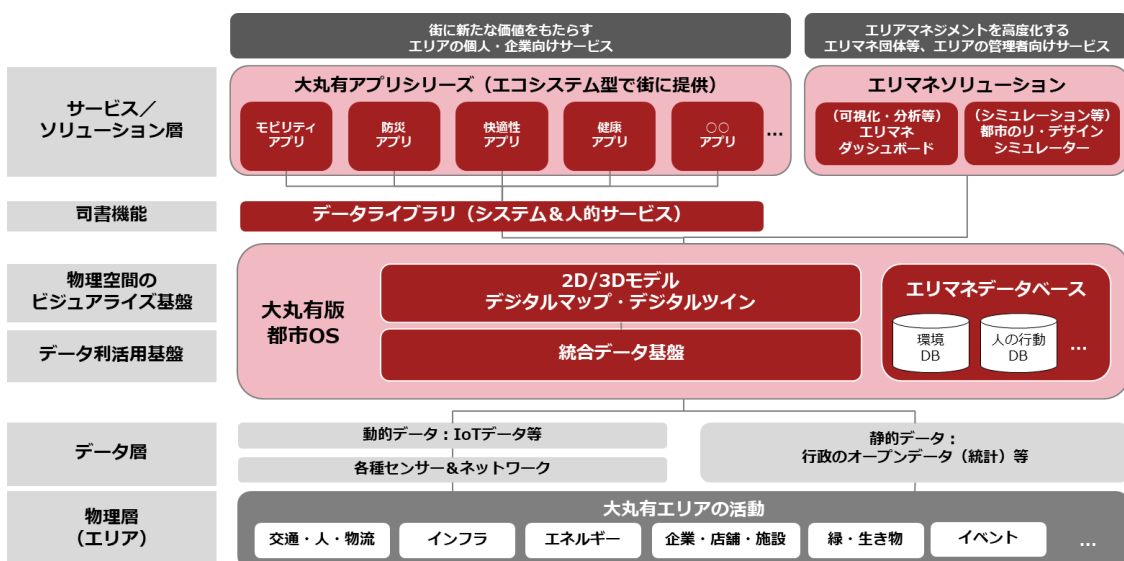 街に新たな価値をもたらす
エリアの個人・企業向けサービス
エリアマネジメントを高度化する
エリマネ団体等、エリアの管理者向けサービス
サービス／
ソリューション層
大丸有アプリシリーズ（エコシステム型で街に提供）
モビリティ
アプリ
防災
アプリ
快適性
アプリ
健康
アプリ
○○
アプリ
…
エリマネソリューション
（可視化・分析等）
エリマネ
ダッシュボード
（シミュレーション等）
都市のリ・デザイン
シミュレーター
司書機能
データライブラリ（システム＆人的サービス）
物理空間の
ビジュアライズ基盤
データ利活用基盤
大丸有版
都市OS
2D/3Dモデル
デジタルマップ・デジタルツイン
統合データ基盤
エリマネデータベース
環境
DB
人の行動
DB
…
データ層
動的データ：IoTデータ等
各種センサー＆ネットワーク
静的データ：
行政のオープンデータ（統計）等
物理層
（エリア）
大丸有エリアの活動
交通・人・物流
インフラ
エネルギー
企業・店舗・施設
緑・生き物
イベント
…